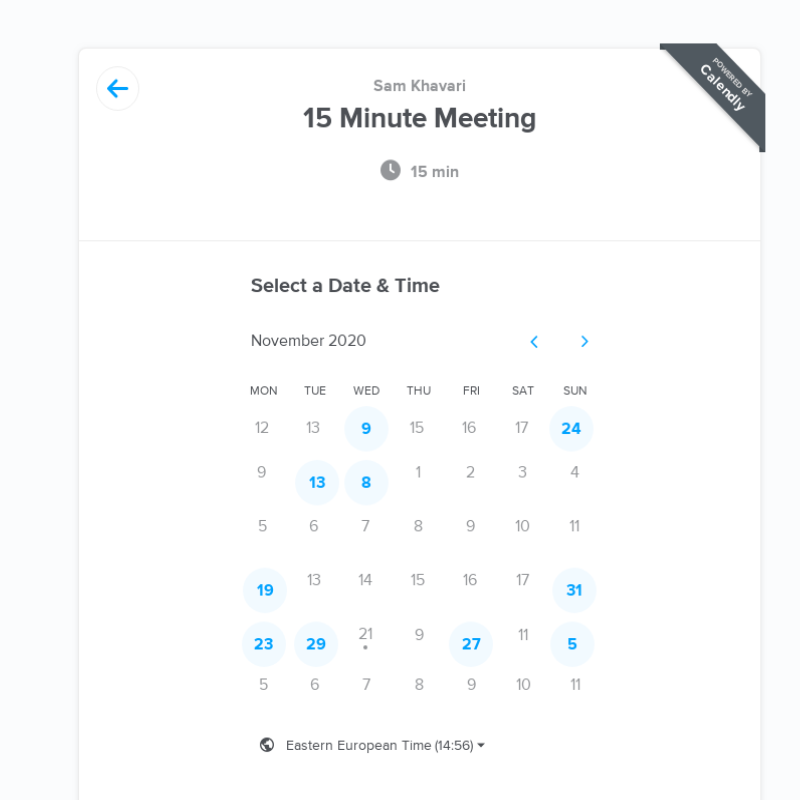 POWERED BY
Calendly
Sam Khavari
15 Minute Meeting
15 min
Select a Date & Time
November 2020
MON TUE WED THU FRI SAT SUN
12 13 9 15 16 17 24
9 13 8 1 2 3 4
5 6 7 8 9 10 11
19 13 14 15 16 17 31
23 29 21 9 27 11 5
5 6 7 8 9 10 11
Eastern European Time (14:56)